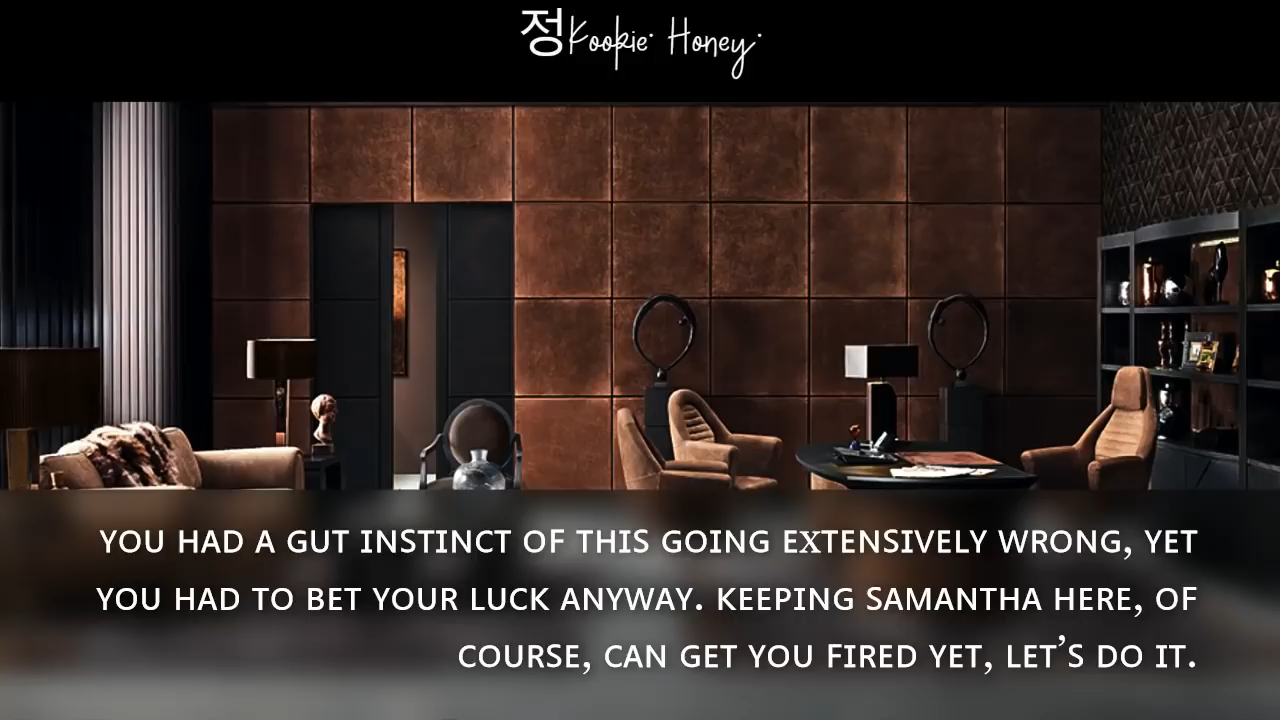 정Kookie Honey
YOU HAD A GUT INSTINCT OF THIS GOING EXTENSIVELY WRONG, YET
YOU HAD TO BET YOUR LUCK ANYWAY. KEEPING SAMANTHA HERE, OF
COURSE, CAN GET YOU FIRED YET, LET'S DO IT.